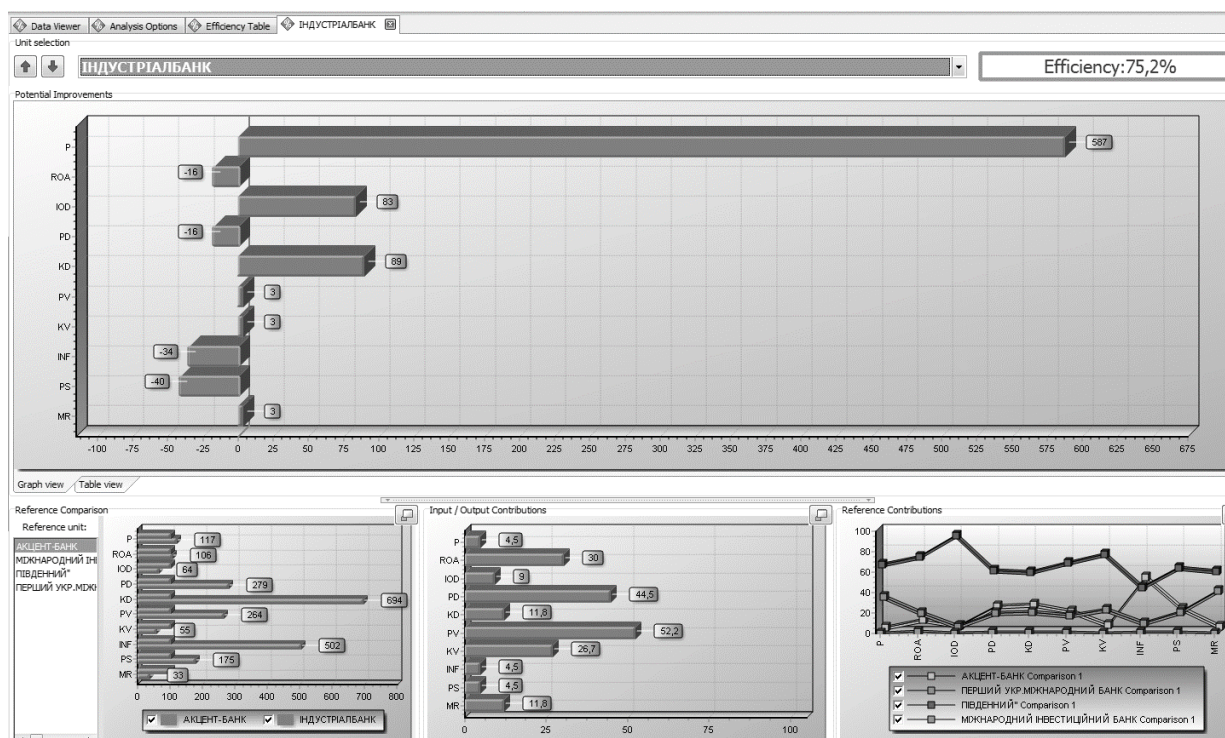 Data Viewer Analysis Options Efficiency Table ІНДУСТРІАЛБАНК
Unit selection
ІНДУСТРІАЛБАНК Efficiency:75,2%
Potential Improvements
P 587
ROA -16
IOD 83
PD -16
KD 89
PV 3
KV 3
INF -34
PS -40
MR 3
-100 -75 -50 -25 0 25 50 75 100 125 150 175 200 225 250 275 300 325 350 375 400 425 450 475 500 525 550 575 600 625 650 675
Graph view Table view
Reference Comparison
Reference unit:
АКЦЕНТ-БАНК
МІЖНАРОДНИЙ ІНІ
ПІВДЕННИЙ"
ПЕРШИЙ УКР.МІЖН
P 117
ROA 106
IOD 64
PD 279
KD 694
PV 264
KV 55
INF 502
PS 175
MR 33
0 100 200 300 400 500 600 700 800
АКЦЕНТ-БАНК ІНДУСТРІАЛБАНК
Input / Output Contributions
P 4,5
ROA 30
IOD 9
PD 44,5
KD 11,8
PV 52,2
KV 26,7
INF 4,5
PS 4,5
MR 11,8
0 25 50 75 100
Reference Contributions
100
80
60
40
20
0
P ROA IOD PD KD PV KV INF PS MR
АКЦЕНТ-БАНК Comparison 1
ПЕРШИЙ УКР.МІЖНАРОДНИЙ БАНК Comparison 1
ПІВДЕННИЙ" Comparison 1
МІЖНАРОДНИЙ ІНВЕСТИЦІЙНИЙ БАНК Comparison 1